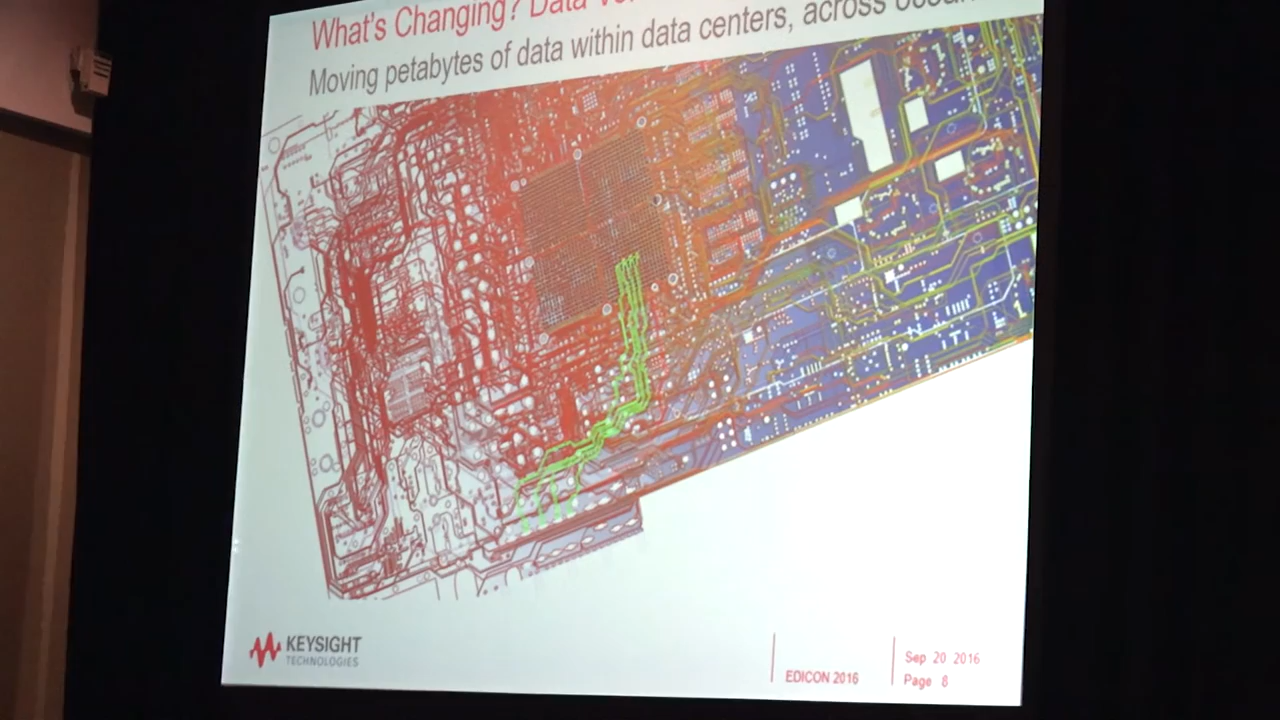 What's Changing? Data
Moving petabytes of data within data centers, across
KEYSIGHT
TECHNOLOGIES
EDICON 2016
Sep 20 2016
Page 8